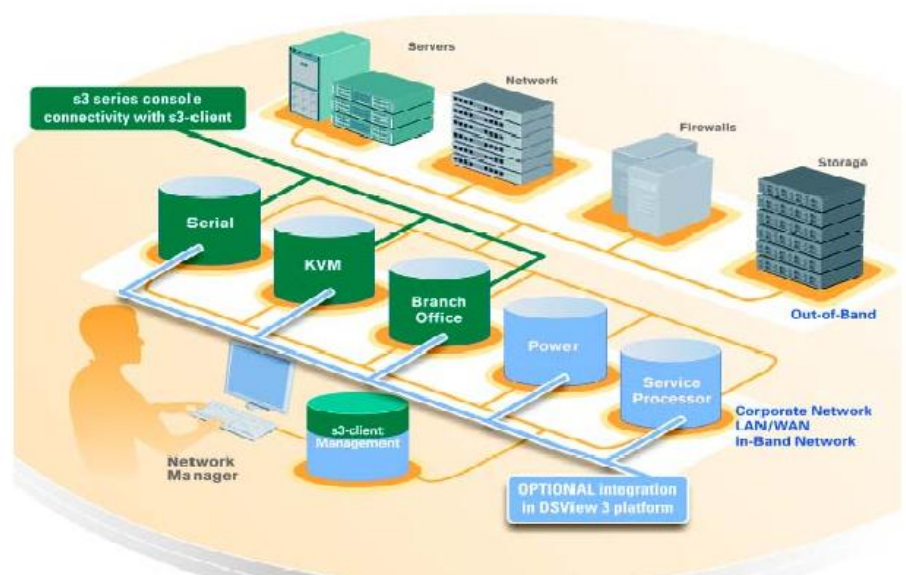 Servers
Network
Firewalls
Storage
s3 series console
connectivity with s3-client
Serial
KVM
Branch
Office
Power
Service
Processor
Out-of-Band
Corporate Network
LAN/WAN
In-Band Network
s3-client
Management
Network
Manager
OPTIONAL integration
in DSView 3 platform